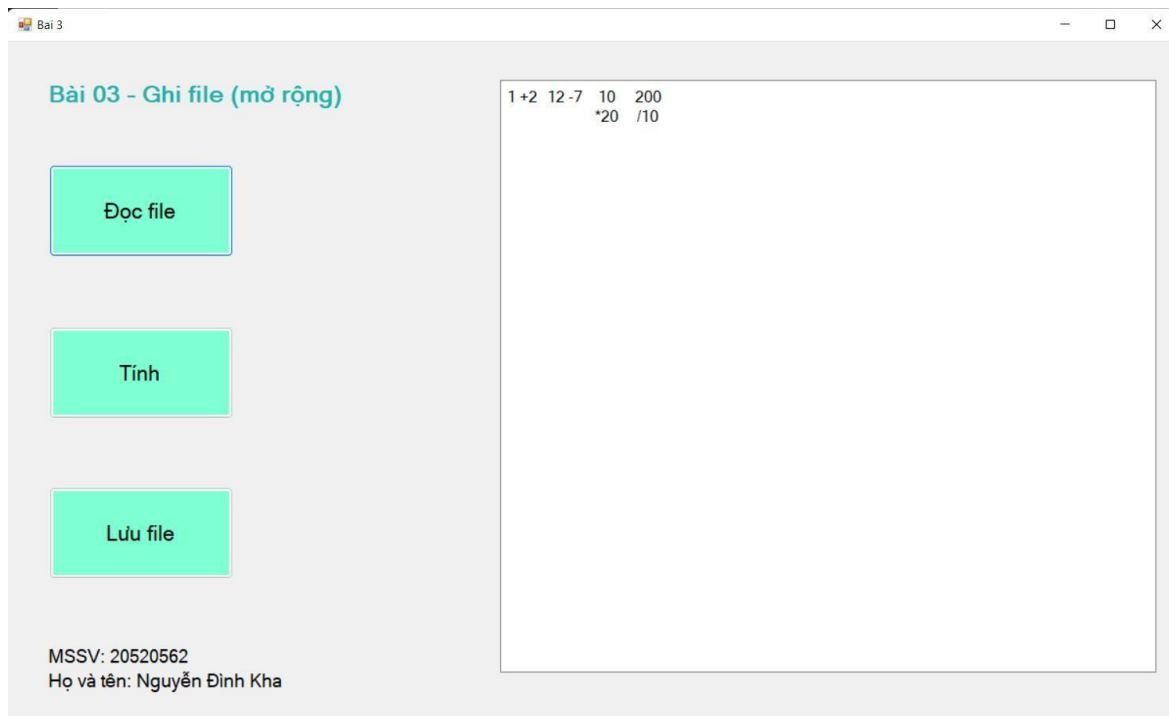 Bai 3
Bài 03 - Ghi file (mở rộng)
Đọc file
Tính
Lưu file
MSSV: 20520562
Họ và tên: Nguyễn Đình Kha
1 +2 12 -7 10 200
*20 /10